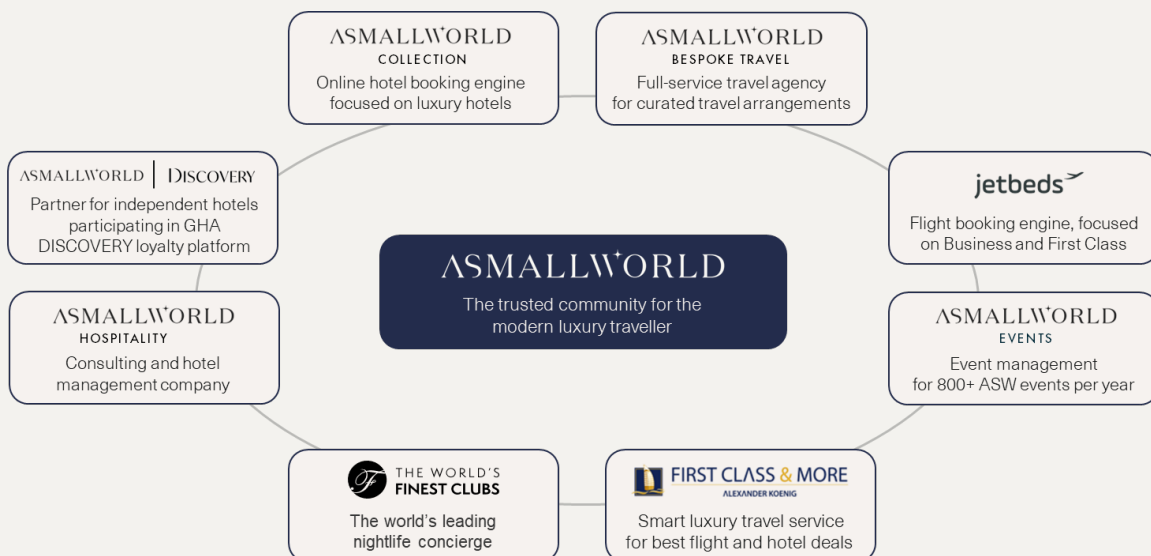 ASMALLWORLD
COLLECTION
Online hotel booking engine
focused on luxury hotels
ASMALLWORLD
BESPOKE TRAVEL
Full-service travel agency
for curated travel arrangements
ASMALLWORLD | DISCOVERY
Partner for independent hotels
participating in GHA
DISCOVERY loyalty platform
jetbeds
Flight booking engine, focused
on Business and First Class
ASMALLWORLD
The trusted community for the
modern luxury traveller
ASMALLWORLD
HOSPITALITY
Consulting and hotel
management company
ASMALLWORLD
EVENTS
Event management
for 800+ ASW events per year
F
THE WORLD'S
FINEST CLUBS
The world's leading
nightlife concierge
FIRST CLASS & MORE
ALEXANDER KOENIG
Smart luxury travel service
for best flight and hotel deals